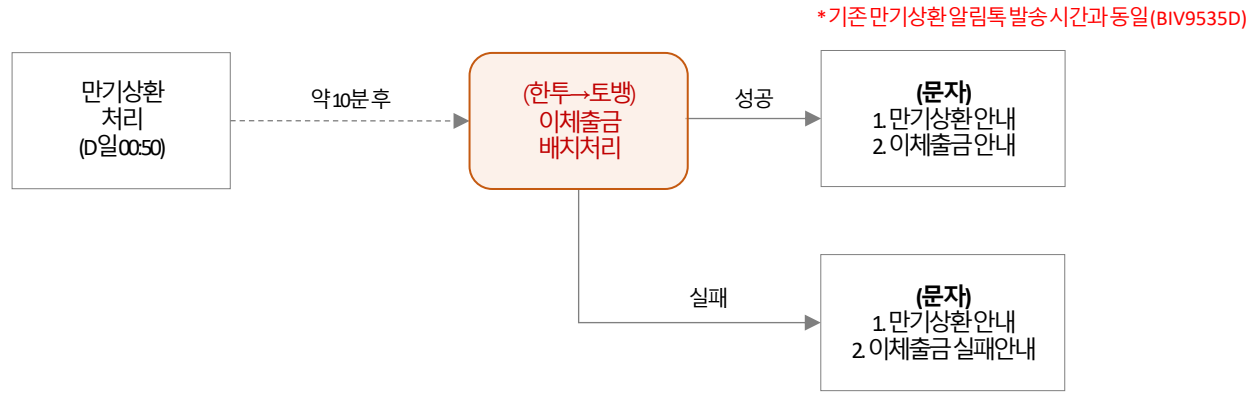 * 기존 만기상환 알림톡 발송 시간과 동일(BIV9535D)
만기상환
처리
(D일 00:50)
약 10분 후
(한투→토뱅)
이체출금
배치처리
성공
(문자)
1. 만기상환 안내
2. 이체출금 안내
실패
(문자)
1. 만기상환 안내
2. 이체출금 실패안내